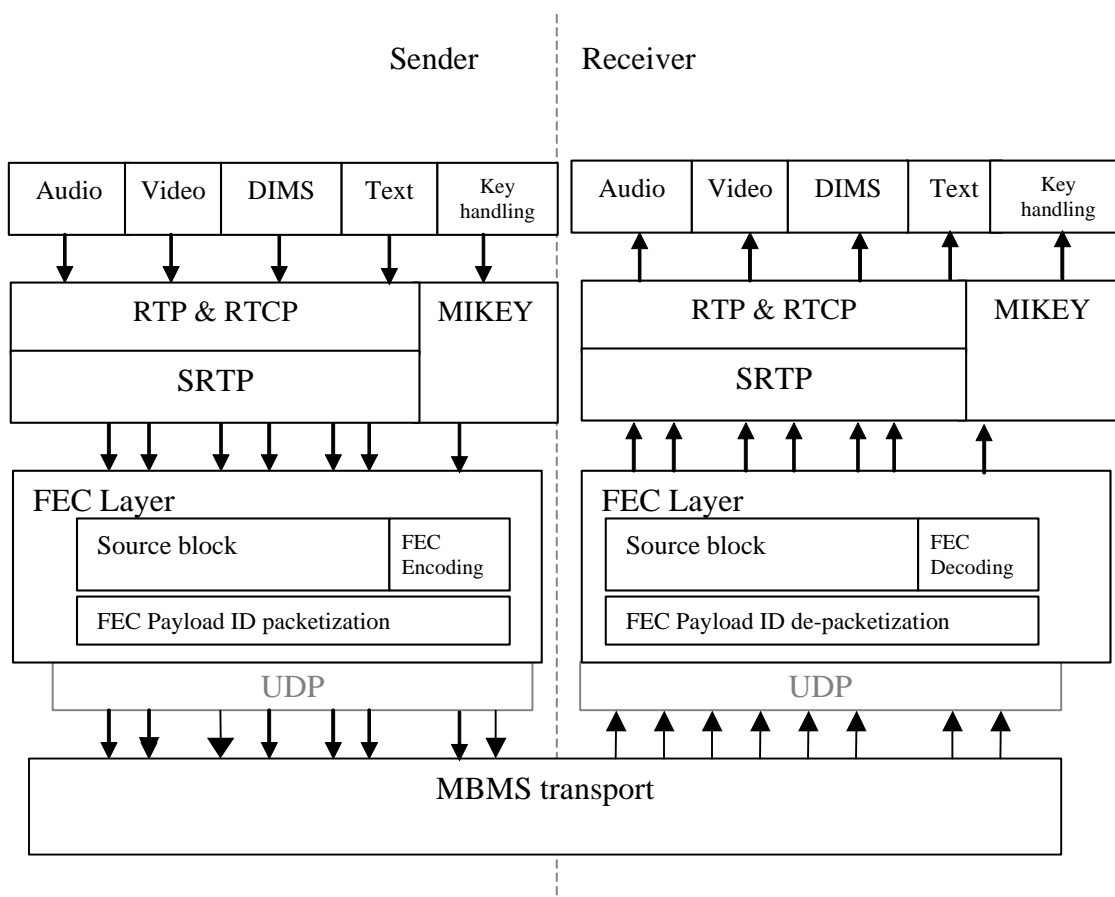 Sender Receiver
Audio Video DIMS Text Key handling Audio Video DIMS Text Key handling
RTP & RTCP MIKEY RTP & RTCP MIKEY
SRTP SRTP
FEC Layer FEC Layer
Source block FEC Encoding Source block FEC Decoding
FEC Payload ID packetization FEC Payload ID de-packetization
UDP UDP
MBMS transport